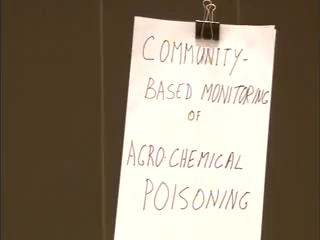 COMMUNITY-
BASED MONITORING
OF
AGRO-CHEMICAL
POISONING